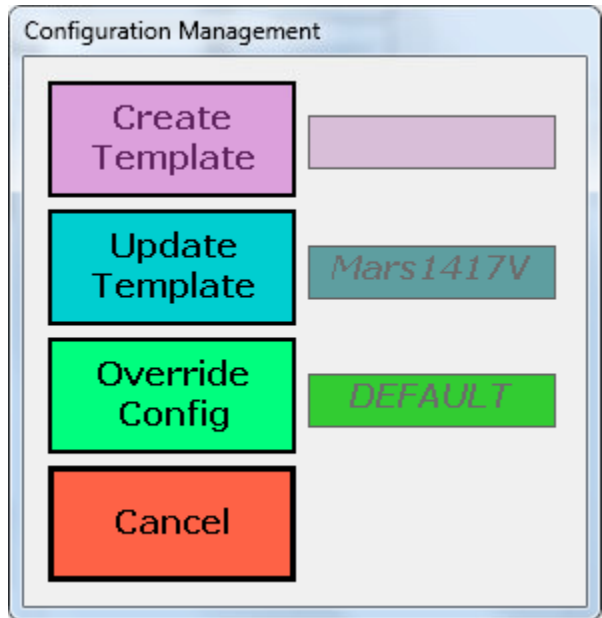 Configuration Management
Create
Template
Update
Template
Mars1417V
Override
Config
DEFAULT
Cancel